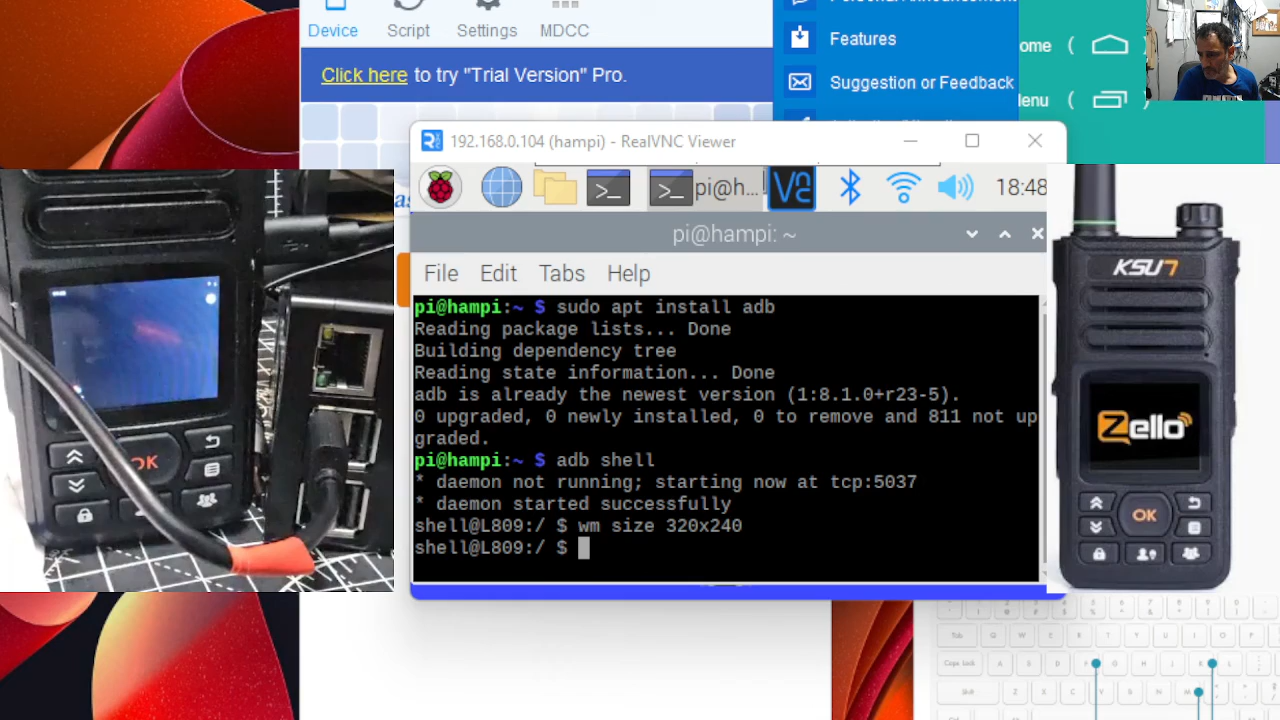 Personal Announcement
Device Script Settings MDCC
Features
ome (
Click here to try "Trial Version" Pro.
Suggestion or Feedback
enu (
192.168.0.104 (hampi) - RealVNC Viewer
pi@h...
18:48
pi@hampi: ~
File Edit Tabs Help
pi@hampi:~ $ sudo apt install adb
Reading package lists... Done
Building dependency tree
Reading state information... Done
adb is already the newest version (1:8.1.0+r23-5).
0 upgraded, 0 newly installed, 0 to remove and 811 not up
graded.
pi@hampi:~ $ adb shell
* daemon not running; starting now at tcp:5037
* daemon started successfully
shell@L809:/ $ wm size 320x240
shell@L809:/ $
OK
KSUT
Zello
OK